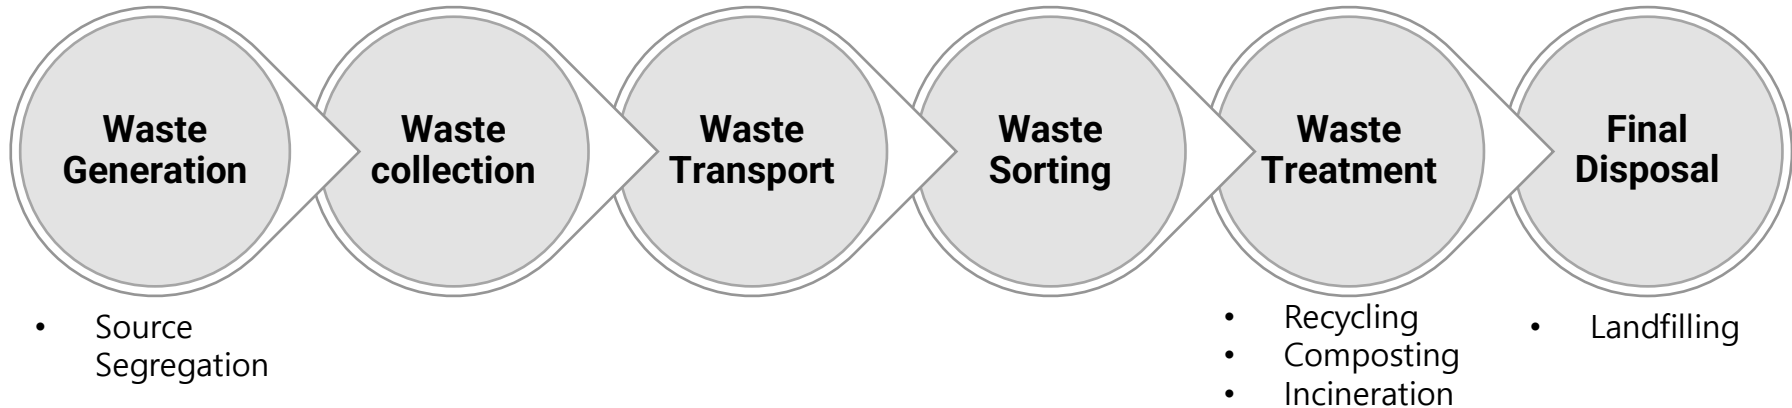 Waste
Generation
Waste
collection
Waste
Transport
Waste
Sorting
Waste
Treatment
Final
Disposal
• Source
Segregation
• Recycling
• Composting
• Incineration
• Landfilling